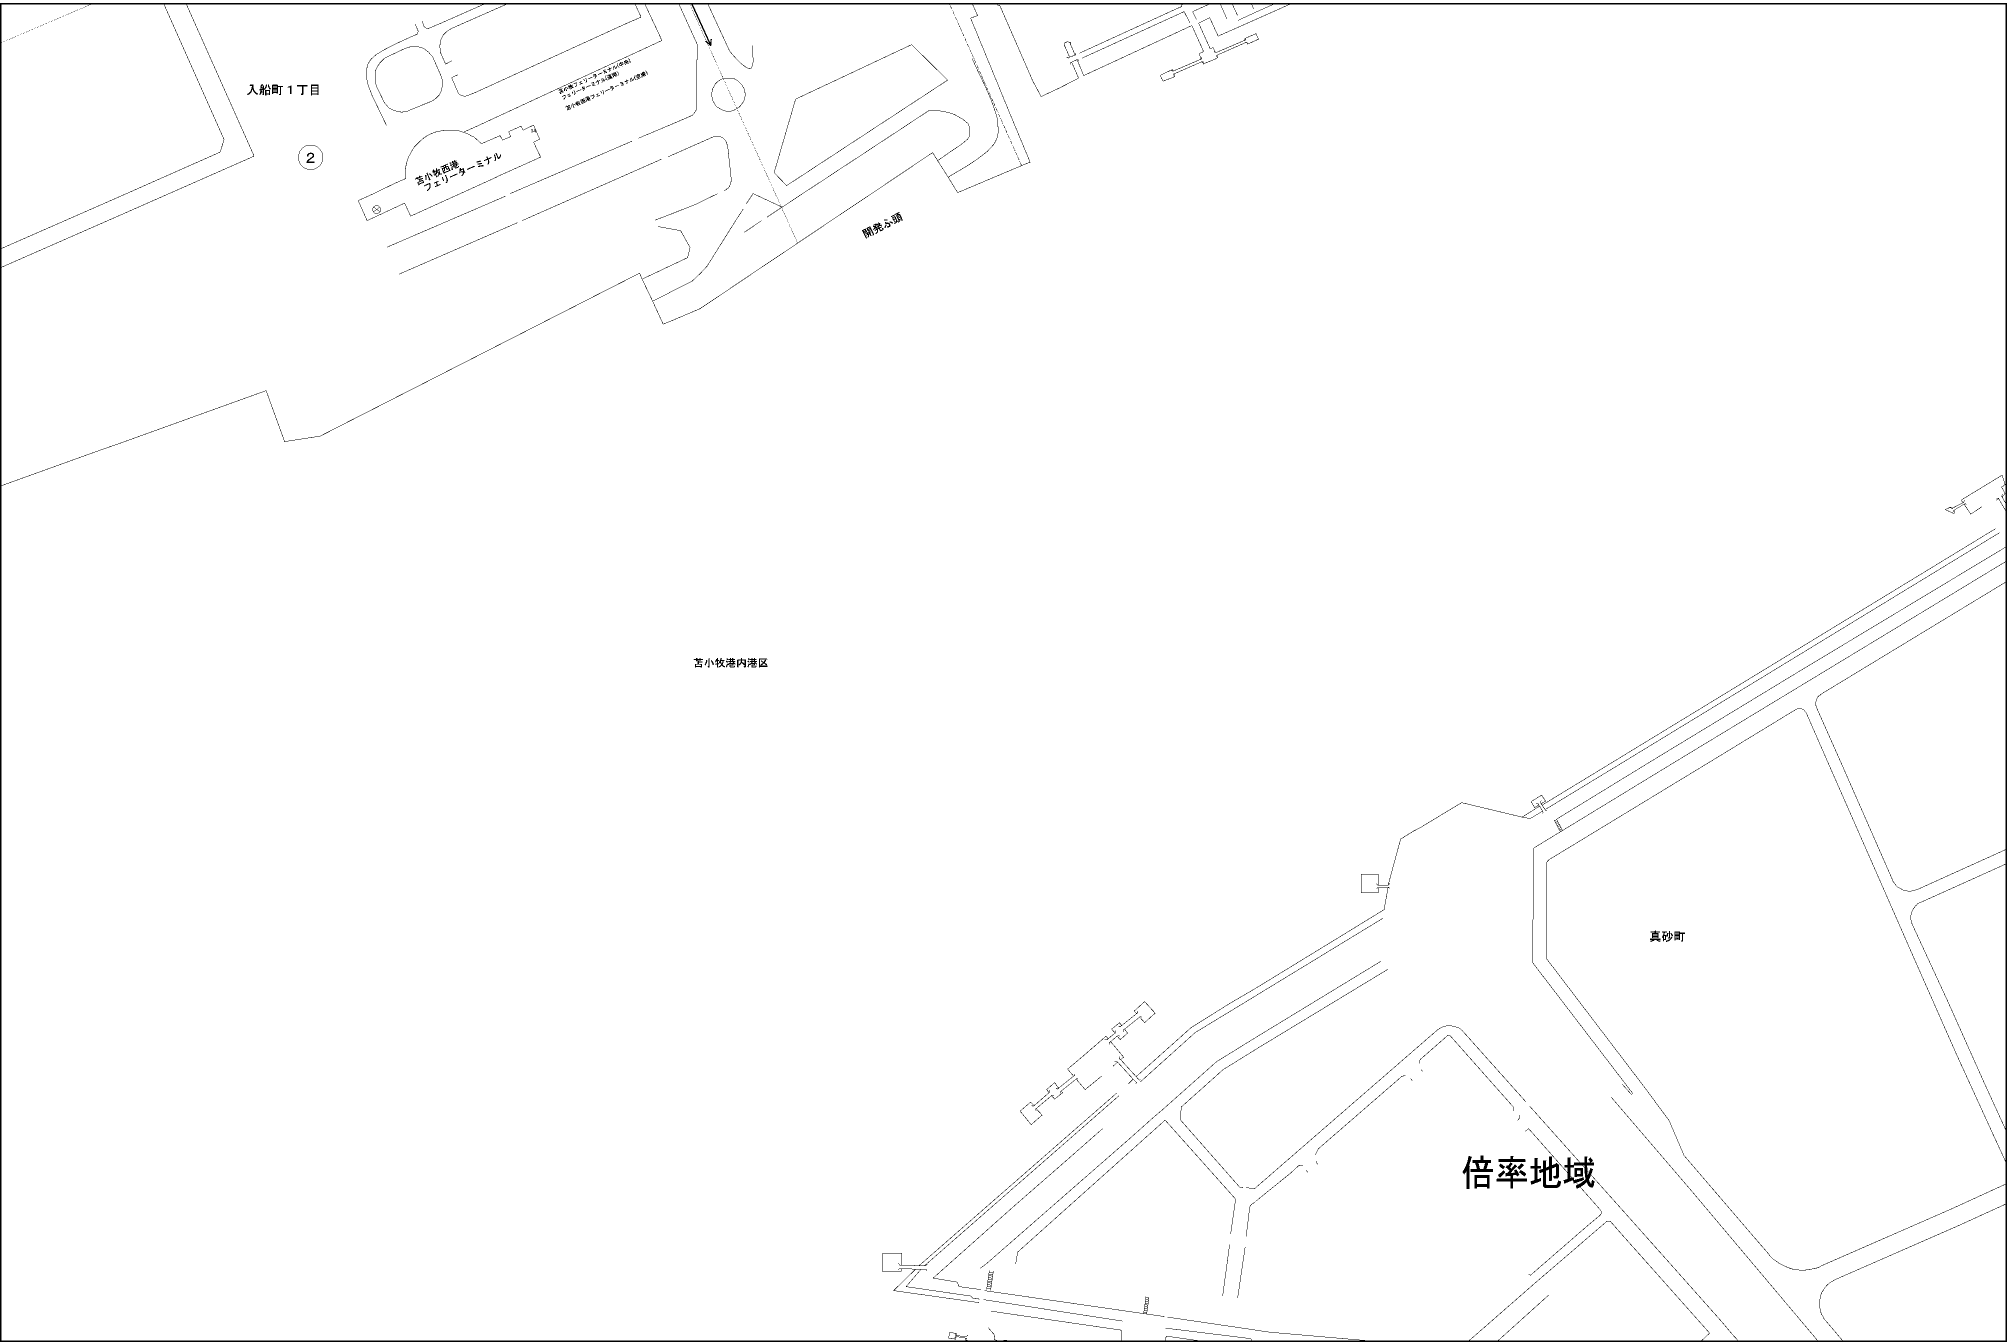 入船町1丁目
2
苫小牧西港
フェリーターミナル
開発ふ頭
苫小牧港内港区
真砂町
倍率地域